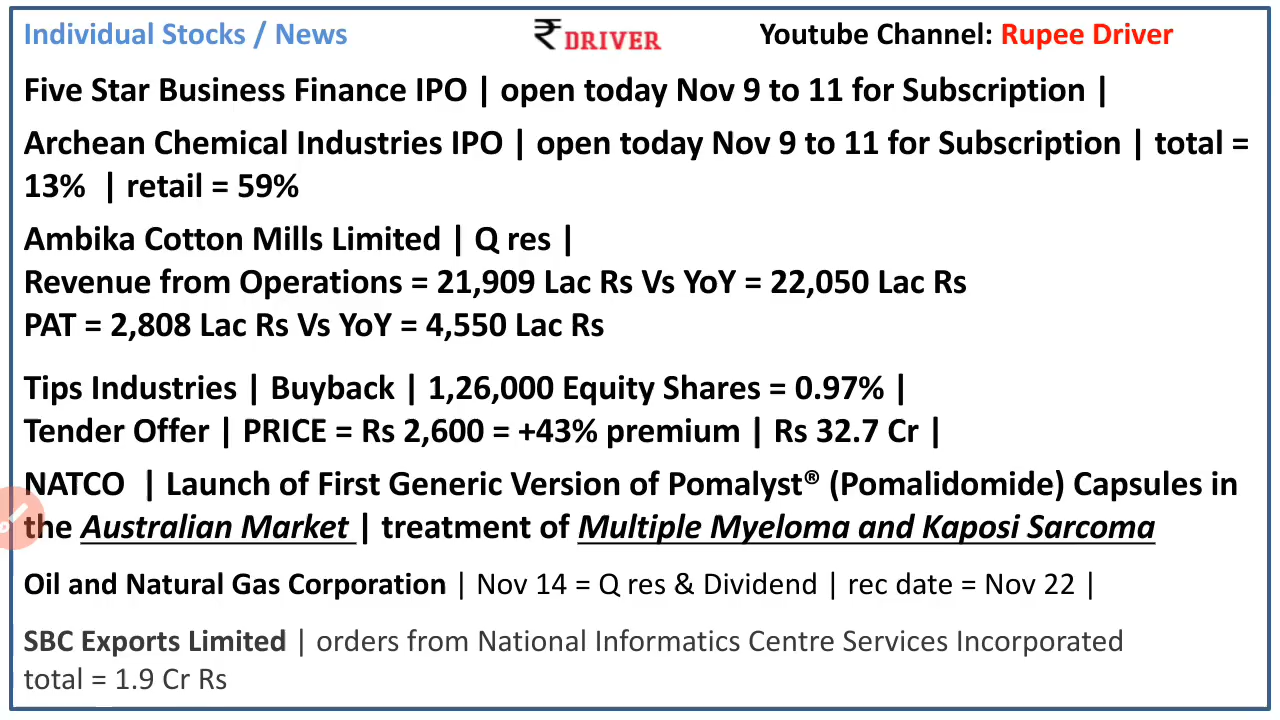 Individual Stocks / News
₹ DRIVER
Youtube Channel: Rupee Driver
Five Star Business Finance IPO | open today Nov 9 to 11 for Subscription |
Archean Chemical Industries IPO | open today Nov 9 to 11 for Subscription | total =
13% | retail = 59%
Ambika Cotton Mills Limited | Q res |
Revenue from Operations = 21,909 Lac Rs Vs YoY = 22,050 Lac Rs
PAT = 2,808 Lac Rs Vs YoY = 4,550 Lac Rs
Tips Industries | Buyback | 1,26,000 Equity Shares = 0.97% |
Tender Offer | PRICE = Rs 2,600 = +43% premium | Rs 32.7 Cr |
NATCO | Launch of First Generic Version of Pomalyst® (Pomalidomide) Capsules in
the Australian Market | treatment of Multiple Myeloma and Kaposi Sarcoma
Oil and Natural Gas Corporation | Nov 14 = Q res & Dividend | rec date = Nov 22 |
SBC Exports Limited | orders from National Informatics Centre Services Incorporated
total = 1.9 Cr Rs